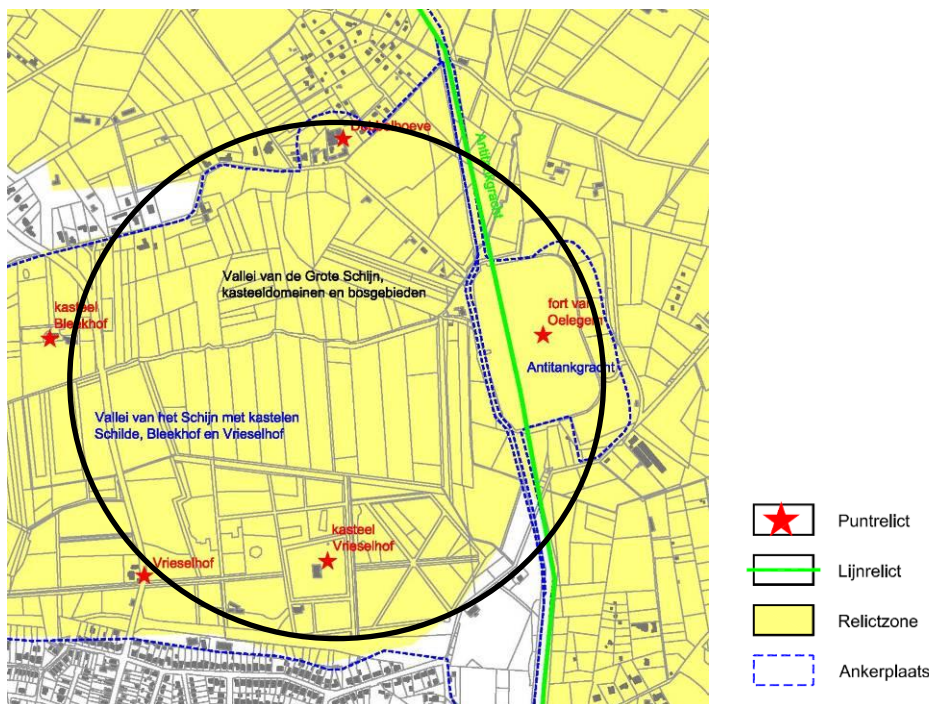 Antitankgracht
Vallei van de Grote Schijn,
kasteeldomeinen en bosgebieden
kasteel
Bleekhof
fort van
Oelegem
Antitankgracht
Vallei van het Schijn met kastelen
Schilde, Bleekhof en Vrieselhof
kasteel
Vrieselhof
Vrieselhof
Puntrelict
Lijnrelict
Relictzone
Ankerplaats